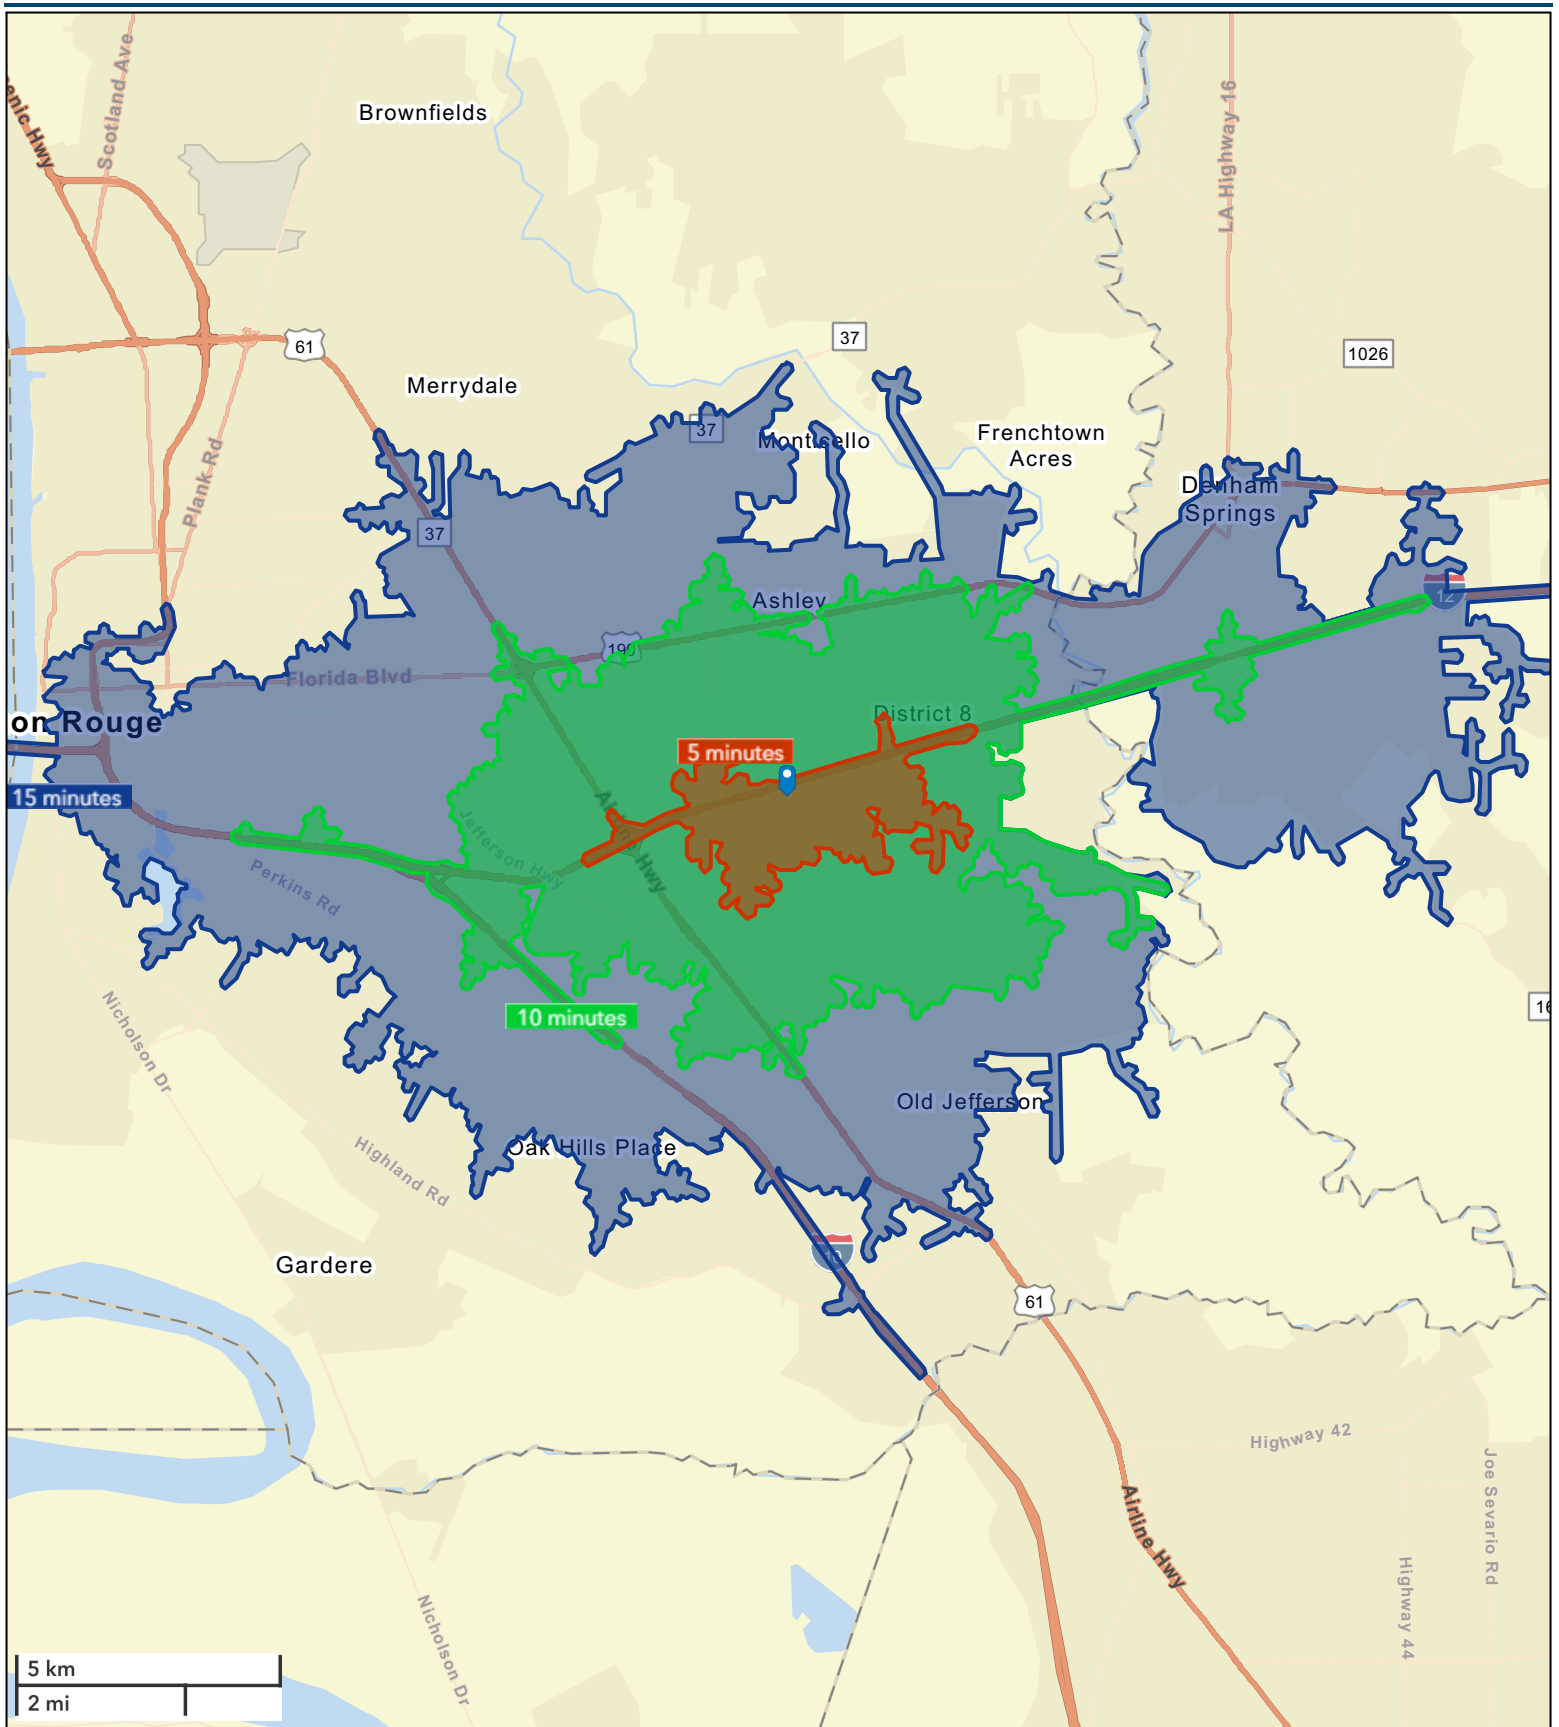 enic Hwy
Scotland Ave
Brownfields
LA Highway 16
61
37
1026
Merrydale
37
Monticello
Frenchtown
Acres
Plank Rd
Denham
Springs
37
Ashley
12
190
Florida Blvd
on Rouge
District 8
5 minutes
15 minutes
Airline Hwy
Jefferson Hwy
Perkins Rd
10 minutes
16
Nicholson Dr
Old Jefferson
Oak Hills Place
Highland Rd
10
Gardere
61
Highway 42
Joe Sevario Rd
Airline Hwy
Highway 44
Nicholson Dr
5 km
2 mi